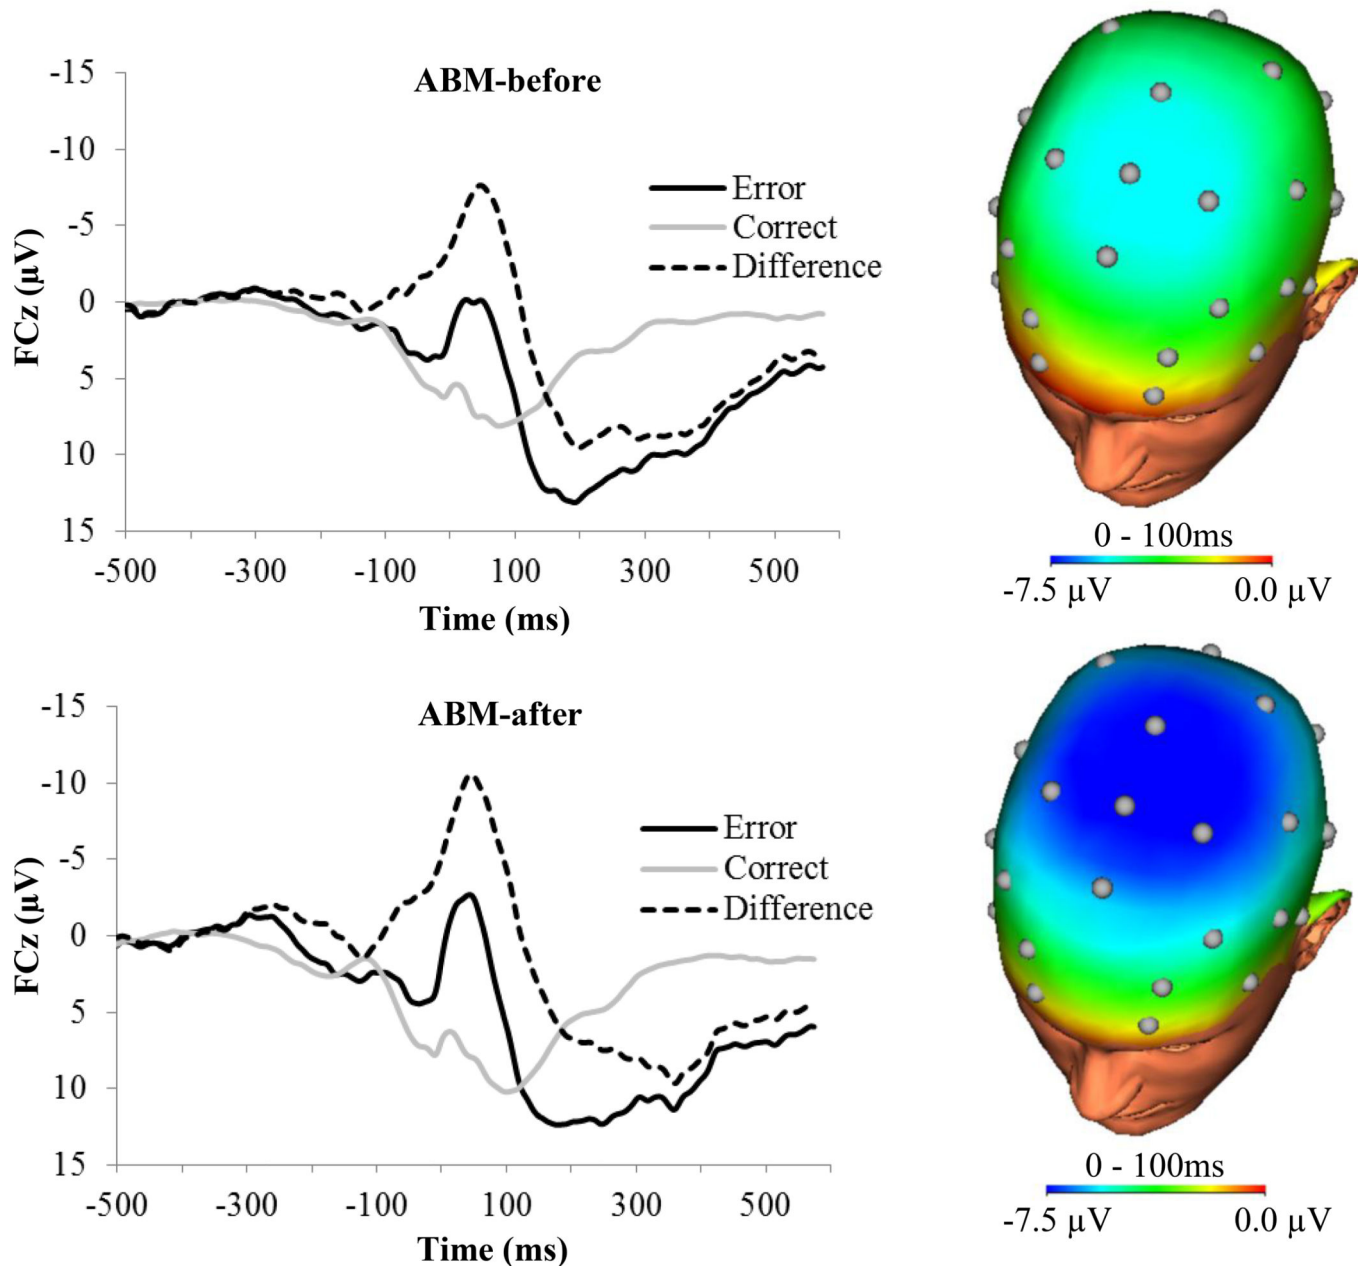 ABM-before
-15
-10
-5
0
5
10
15
FCz (µV)
Error
Correct
Difference
-500 -300 -100 100 300 500
Time (ms)
0 - 100ms
-7.5 µV 0.0 µV
ABM-after
-15
-10
-5
0
5
10
15
FCz (µV)
Error
Correct
Difference
-500 -300 -100 100 300 500
Time (ms)
0 - 100ms
-7.5 µV 0.0 µV